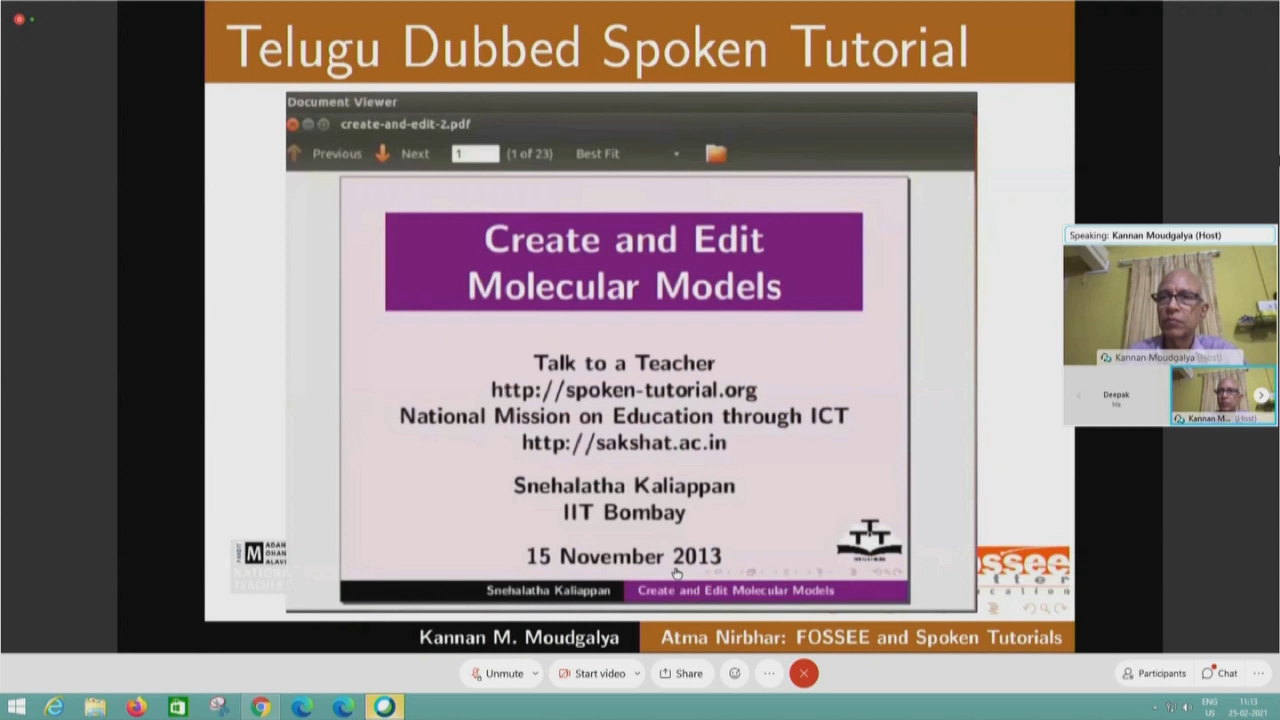 Telugu Dubbed Spoken Tutorial
Document Viewer
create-and-edit-2.pdf
Previous
Next
1
(1 of 23)
Best Fit
Create and Edit
Molecular Models
Talk to a Teacher
http://spoken-tutorial.org
National Mission on Education through ICT
http://sakshat.ac.in
Snehalatha Kaliappan
IIT Bombay
15 November 2013
Snehalatha Kaliappan
Create and Edit Molecular Models
Kannan M. Moudgalya
Atma Nirbhar: FOSSEE and Spoken Tutorials
Speaking: Kannan Moudgalya (Host)
Kannan Moudgalya (Host)
Deepak
Me
Kannan M... (Host)
Unmute
Start video
Share
Participants
Chat
ENG
US
11:13
25-02-2021